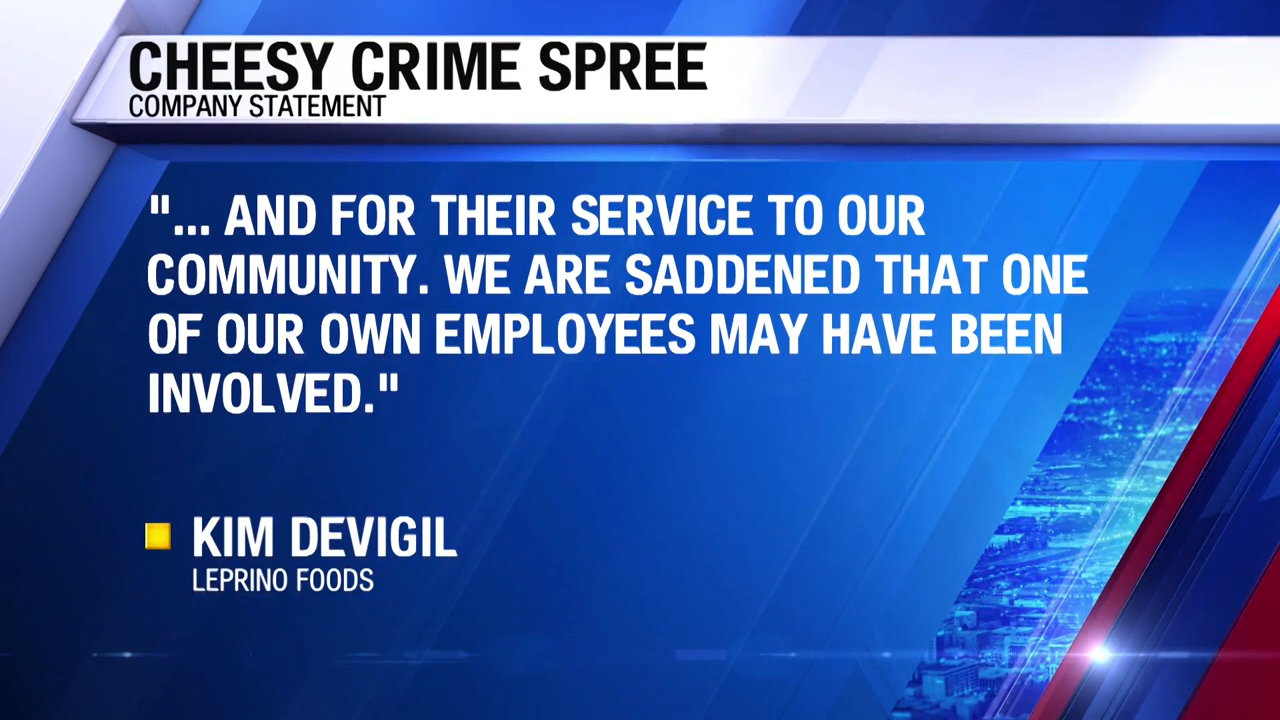 CHEESY CRIME SPREE
COMPANY STATEMENT
"... AND FOR THEIR SERVICE TO OUR
COMMUNITY. WE ARE SADDENED THAT ONE
OF OUR OWN EMPLOYEES MAY HAVE BEEN
INVOLVED."
KIM DEVIGIL
LEPRINO FOODS